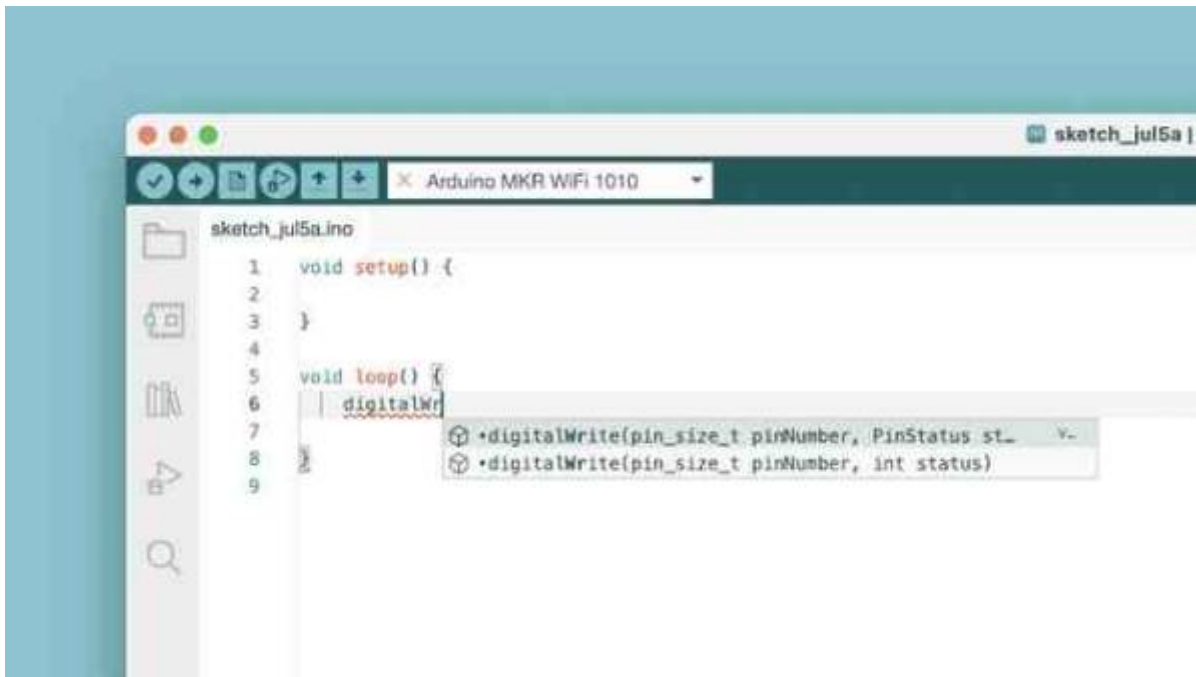 sketch_jul5a |
Arduino MKR WiFi 1010
sketch_jul5a.ino
1 void setup() {
2
3 }
4
5 void loop() {
6 digitalWr
7
8 }
9
•digitalWrite(pin_size_t pinNumber, PinStatus st…
•digitalWrite(pin_size_t pinNumber, int status)